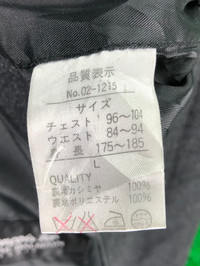 品質表示
No.02-1215
サイズ
チェスト 96～104
ウエスト 84～94
身長 175～185
L
QUALITY
表地カシミヤ 100%
裏地ポリエステル 100%